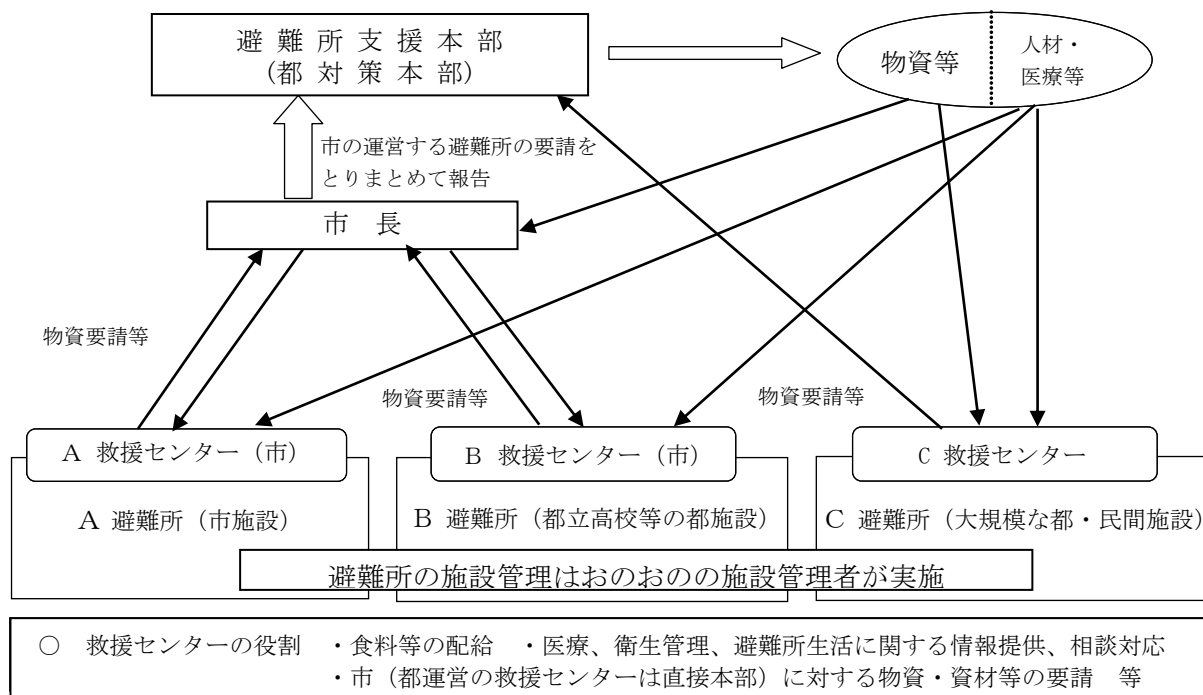 避難所支援本部
(都対策本部)
物資等
人材・
医療等
市の運営する避難所の要請を
とりまとめて報告
市 長
物資要請等
物資要請等
物資要請等
A 救援センター（市）
B 救援センター（市）
C 救援センター
A 避難所（市施設）
B 避難所（都立高校等の都施設）
C 避難所（大規模な都・民間施設）
避難所の施設管理はおのおのの施設管理者が実施
○ 救援センターの役割 ・食料等の配給 ・医療、衛生管理、避難所生活に関する情報提供、相談対応
・市（都運営の救援センターは直接本部）に対する物資・資材等の要請 等